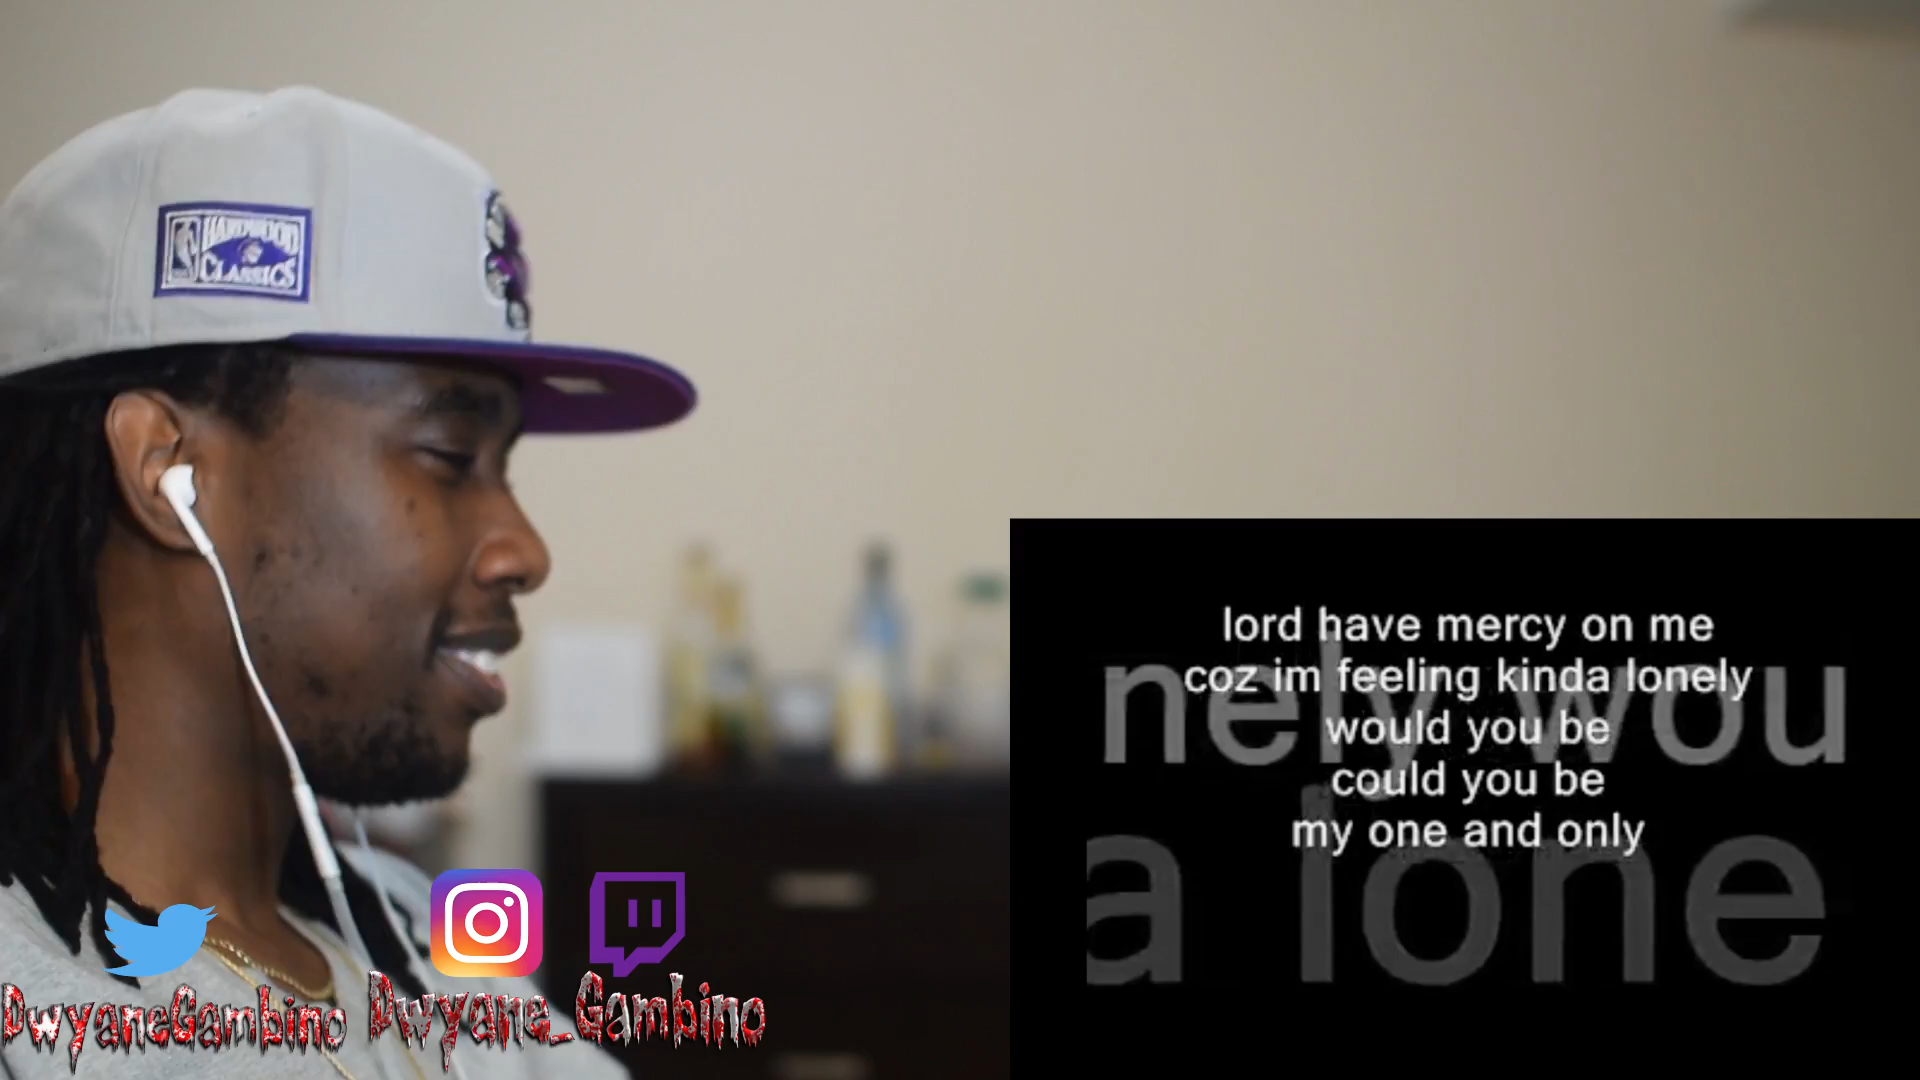 HARDWOOD
CLASSICS
lord have mercy on me
coz im feeling kinda lonely
would you be
could you be
my one and only
nely wou
a lone
DwyaneGambino
Dwyane_Gambino